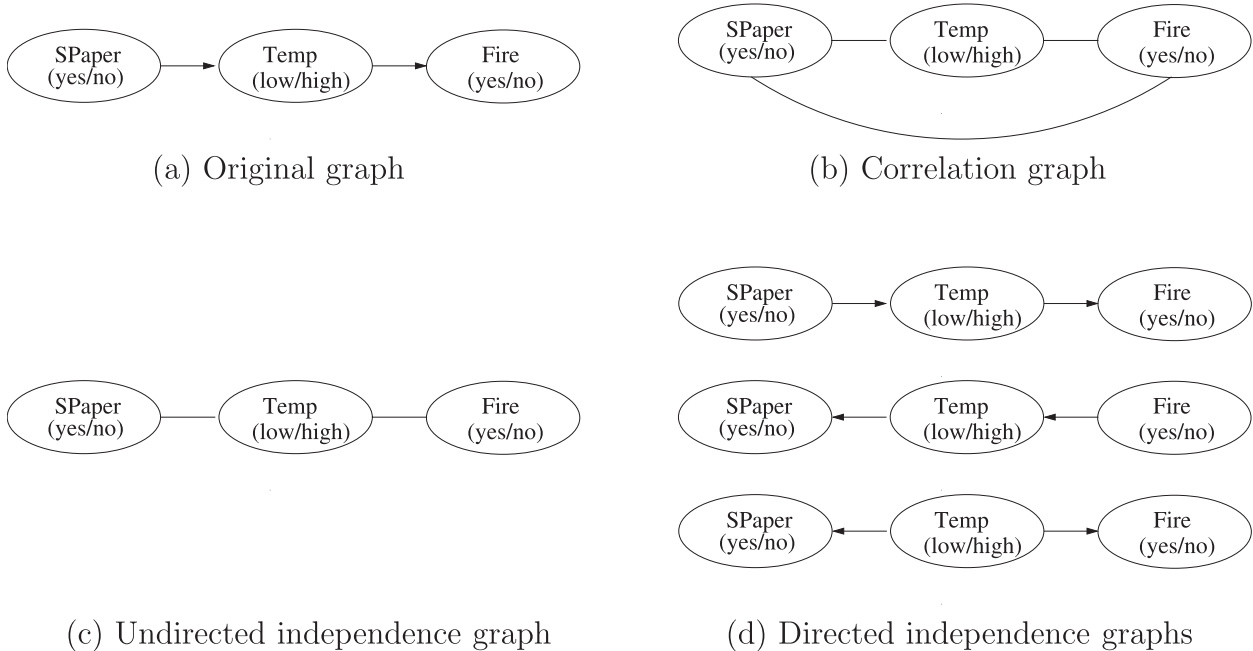 SPaper
(yes/no)
Temp
(low/high)
Fire
(yes/no)
(a) Original graph
SPaper
(yes/no)
Temp
(low/high)
Fire
(yes/no)
(b) Correlation graph
SPaper
(yes/no)
Temp
(low/high)
Fire
(yes/no)
(c) Undirected independence graph
SPaper
(yes/no)
Temp
(low/high)
Fire
(yes/no)
SPaper
(yes/no)
Temp
(low/high)
Fire
(yes/no)
SPaper
(yes/no)
Temp
(low/high)
Fire
(yes/no)
(d) Directed independence graphs